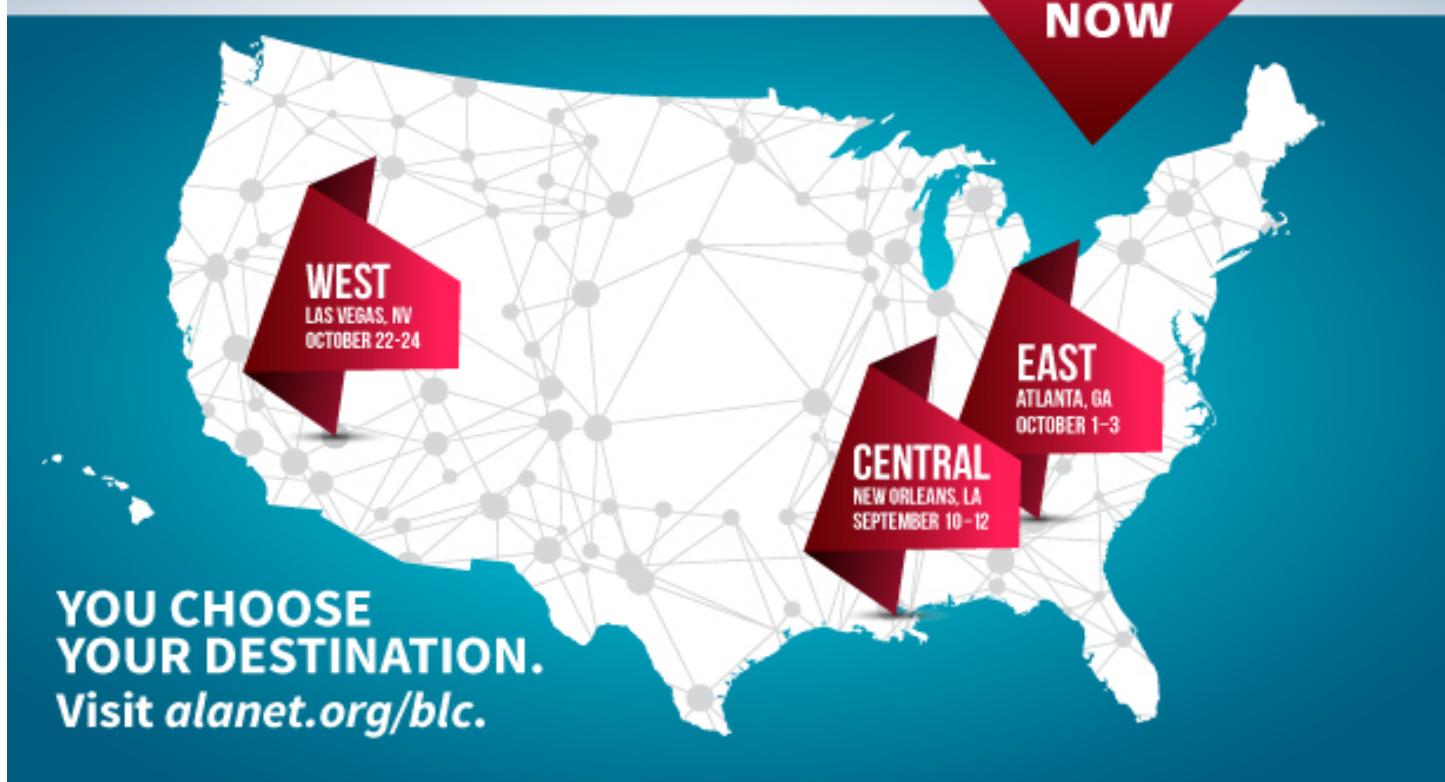 NOW
WEST
LAS VEGAS, NV
OCTOBER 22-24
EAST
ATLANTA, GA
OCTOBER 1–3
CENTRAL
NEW ORLEANS, LA
SEPTEMBER 10–12
YOU CHOOSE
YOUR DESTINATION.
Visit alanet.org/blc.